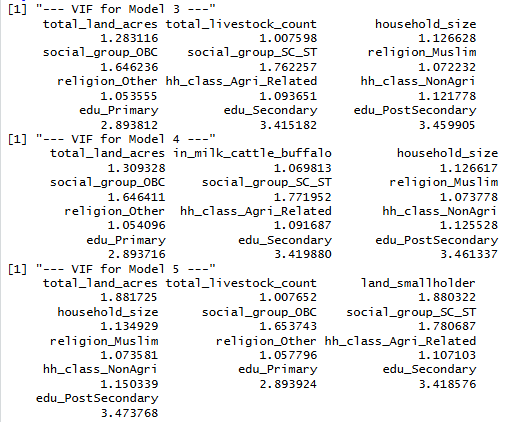 [1] "--- VIF for Model 3 ---"
total_land_acres total_livestock_count household_size
1.283116 1.007598 1.126628
social_group_OBC social_group_SC_ST religion_Muslim
1.646236 1.762257 1.072232
religion_Other hh_class_Agri_Related hh_class_NonAgri
1.053555 1.093651 1.121778
edu_Primary edu_Secondary edu_PostSecondary
2.893812 3.415182 3.459905
[1] "--- VIF for Model 4 ---"
total_land_acres in_milk_cattle_buffalo household_size
1.309328 1.069813 1.126617
social_group_OBC social_group_SC_ST religion_Muslim
1.646411 1.771952 1.073778
religion_Other hh_class_Agri_Related hh_class_NonAgri
1.054096 1.091687 1.125528
edu_Primary edu_Secondary edu_PostSecondary
2.893716 3.419880 3.461337
[1] "--- VIF for Model 5 ---"
total_land_acres total_livestock_count land_smallholder
1.881725 1.007652 1.880322
household_size social_group_OBC social_group_SC_ST
1.134929 1.653743 1.780687
religion_Muslim religion_Other hh_class_Agri_Related
1.073581 1.057796 1.107103
hh_class_NonAgri edu_Primary edu_Secondary
1.150339 2.893924 3.418576
edu_PostSecondary
3.473768